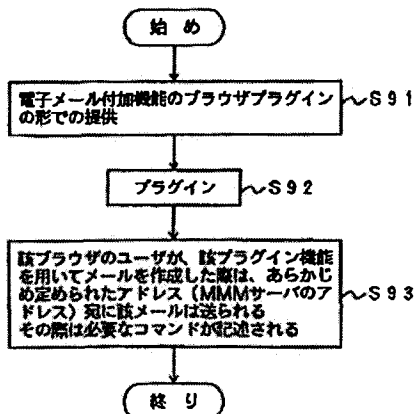 始 め
電子メール付加機能のブラウザプラグイン
の形での提供
S91
プラグイン
S92
該ブラウザのユーザが、該プラグイン機能
を用いてメールを作成した際は、あらかじ
め定められたアドレス（MMMサーバのア
ドレス）宛に該メールは送られる
その際は必要なコマンドが記述される
S93
終 り